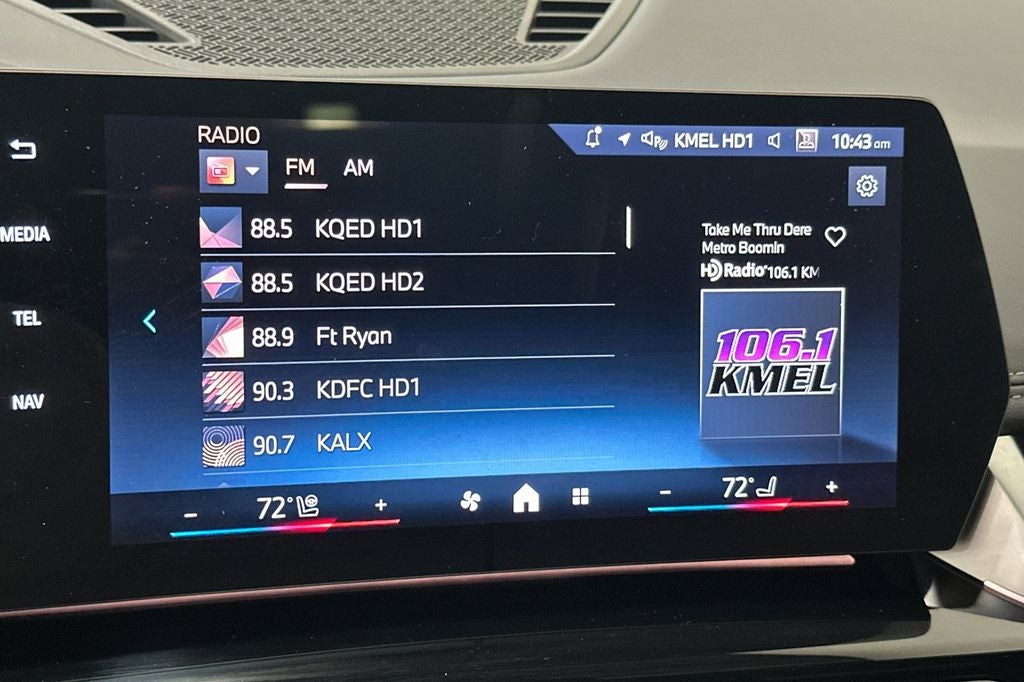 RADIO
KMEL HD1
10:43 am
FM AM
MEDIA
TEL
NAV
88.5 KQED HD1
88.5 KQED HD2
88.9 Ft Ryan
90.3 KDFC HD1
90.7 KALX
Take Me Thru Dere
Metro Boomin
HD Radio 106.1 KM
106.1
KMEL
- 72° +
- 72° +